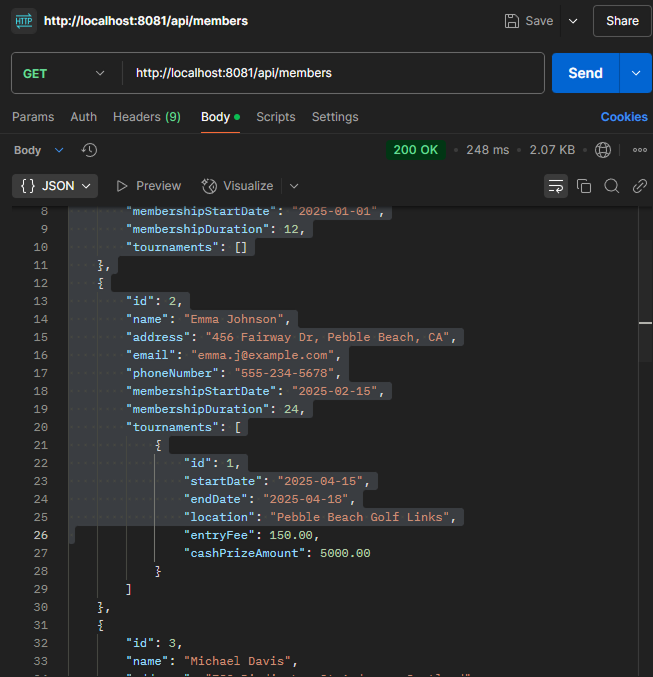 HTTP http://localhost:8081/api/members Save Share
GET http://localhost:8081/api/members Send
Params Auth Headers (9) Body Scripts Settings Cookies
Body 200 OK 248 ms 2.07 KB
{} JSON Preview Visualize
8 "membershipStartDate": "2025-01-01",
9 "membershipDuration": 12,
10 "tournaments": []
11 },
12 {
13 "id": 2,
14 "name": "Emma Johnson",
15 "address": "456 Fairway Dr, Pebble Beach, CA",
16 "email": "emma.j@example.com",
17 "phoneNumber": "555-234-5678",
18 "membershipStartDate": "2025-02-15",
19 "membershipDuration": 24,
20 "tournaments": [
21 {
22 "id": 1,
23 "startDate": "2025-04-15",
24 "endDate": "2025-04-18",
25 "location": "Pebble Beach Golf Links",
26 "entryFee": 150.00,
27 "cashPrizeAmount": 5000.00
28 }
29 ]
30 },
31 {
32 "id": 3,
33 "name": "Michael Davis",